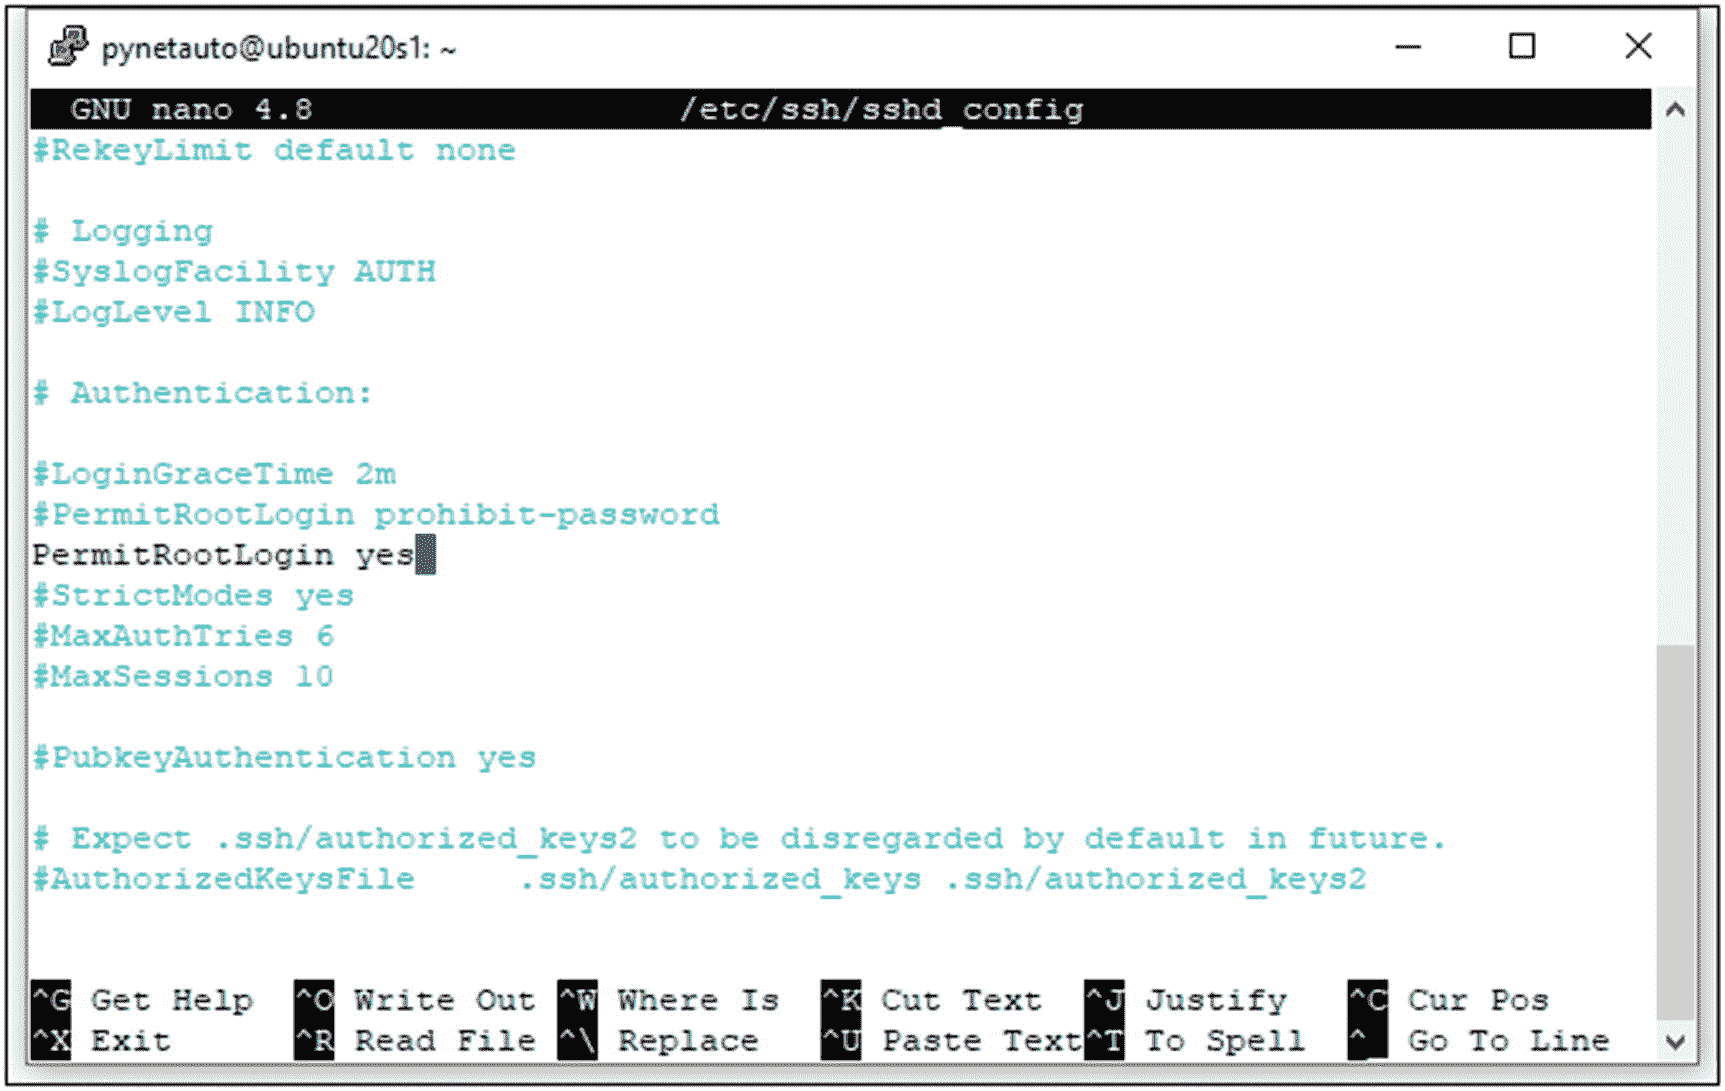 pynetauto@ubuntu20s1: ~
GNU nano 4.8 /etc/ssh/sshd_config
#RekeyLimit default none
# Logging
#SyslogFacility AUTH
#LogLevel INFO
# Authentication:
#LoginGraceTime 2m
#PermitRootLogin prohibit-password
PermitRootLogin yes
#StrictModes yes
#MaxAuthTries 6
#MaxSessions 10
#PubkeyAuthentication yes
# Expect .ssh/authorized_keys2 to be disregarded by default in future.
#AuthorizedKeysFile .ssh/authorized_keys .ssh/authorized_keys2
^G Get Help ^O Write Out ^W Where Is ^K Cut Text ^J Justify ^C Cur Pos
^X Exit ^R Read File ^\ Replace ^U Paste Text ^T To Spell ^_ Go To Line